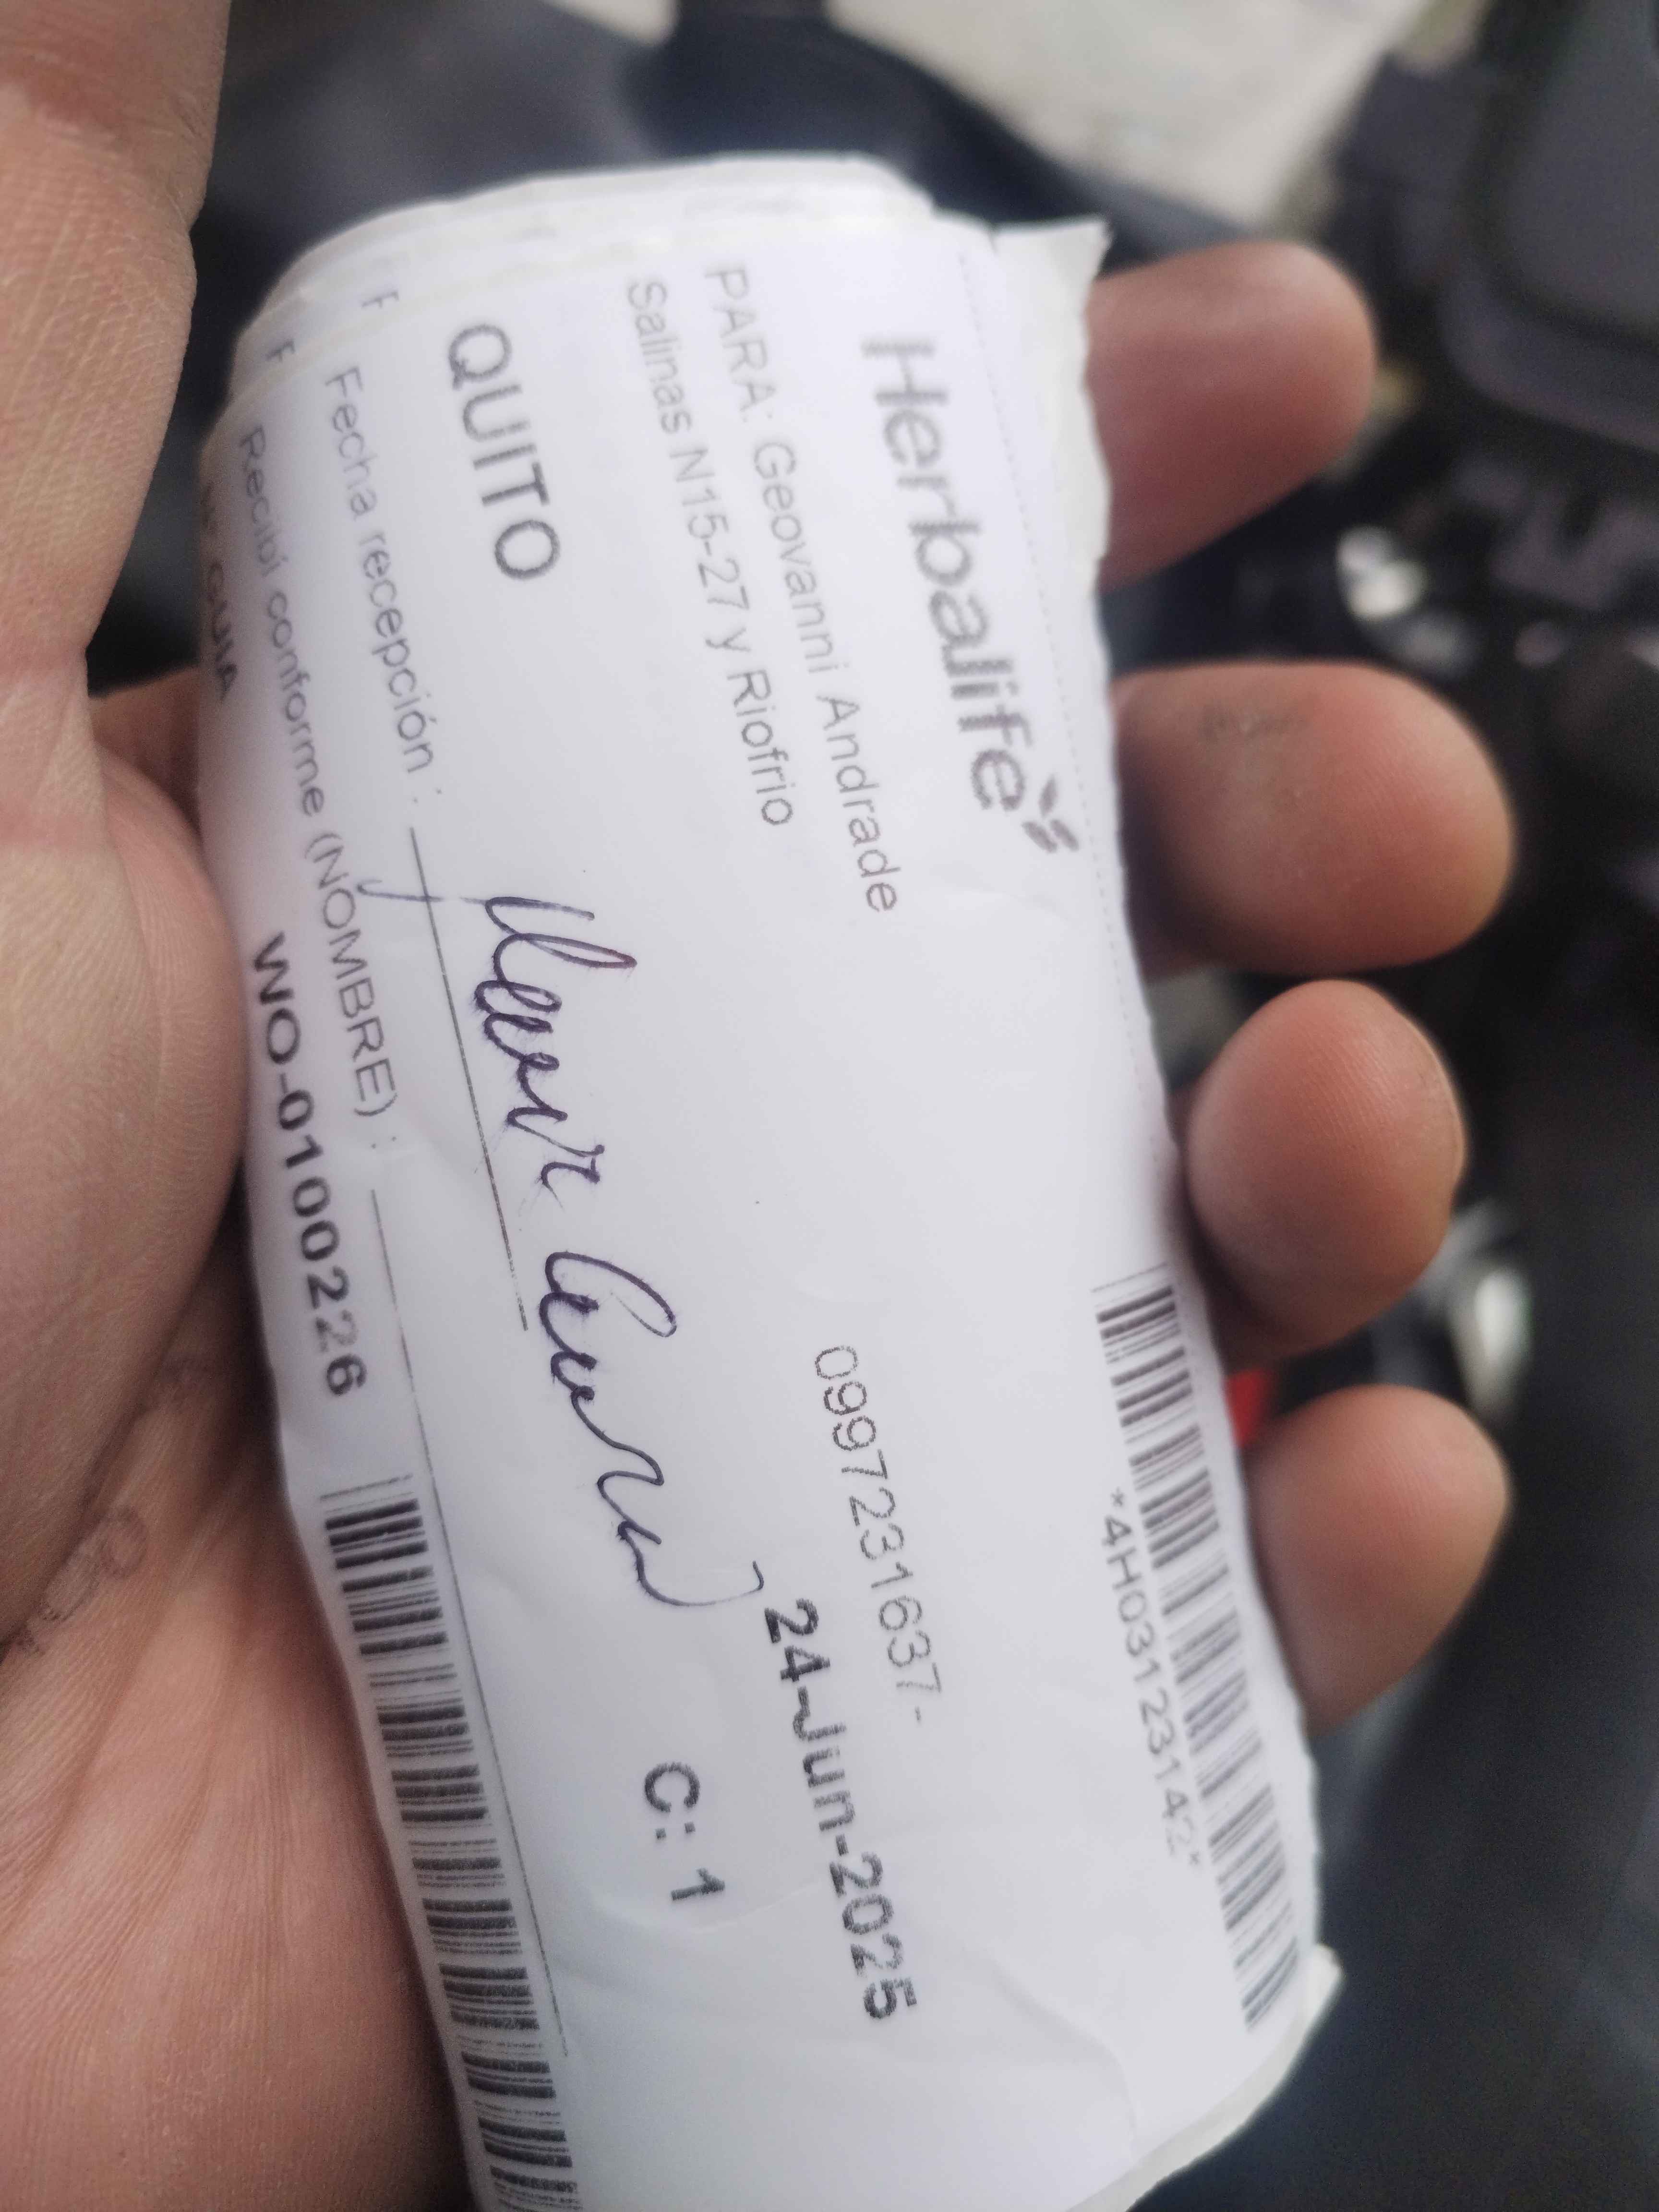 Herbalife
*4H03123142*
PARA: Geovanni Andrade
0997231637-
Salinas N15-27 y Riofrio
24-Jun-2025
QUITO
C: 1
Fecha recepción :
Recibí conforme (NOMBRE) :
GUIA
WO-0100226
F
F